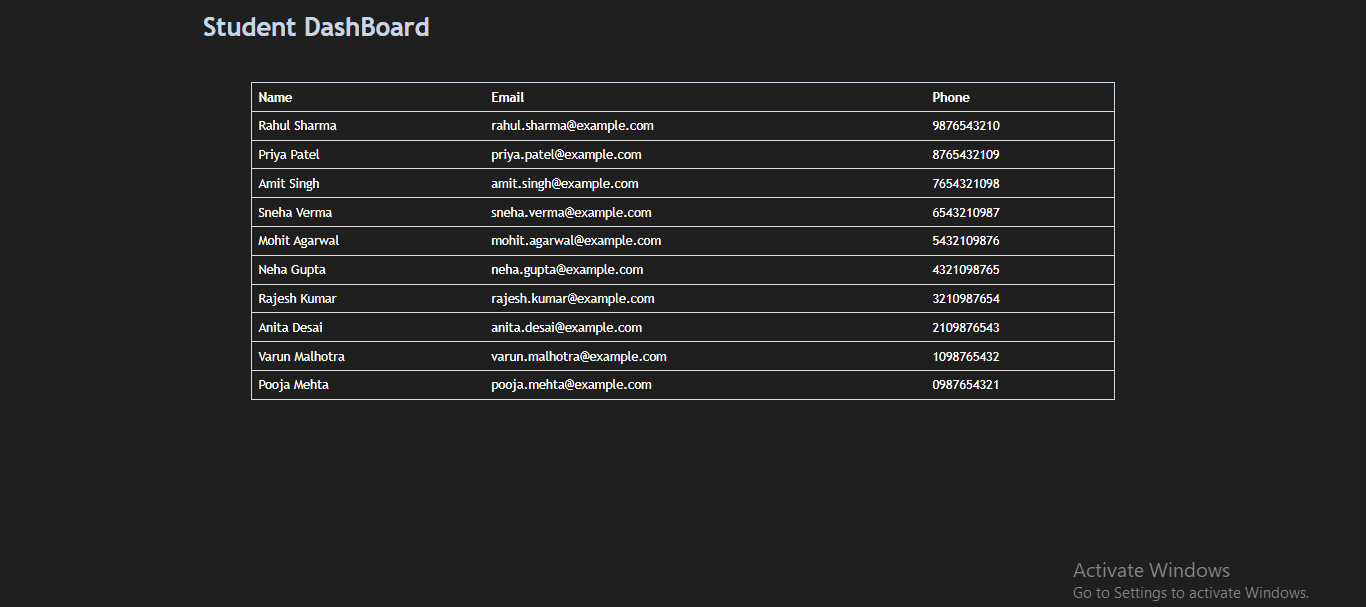 Student DashBoard
Name Email Phone
Rahul Sharma rahul.sharma@example.com 9876543210
Priya Patel priya.patel@example.com 8765432109
Amit Singh amit.singh@example.com 7654321098
Sneha Verma sneha.verma@example.com 6543210987
Mohit Agarwal mohit.agarwal@example.com 5432109876
Neha Gupta neha.gupta@example.com 4321098765
Rajesh Kumar rajesh.kumar@example.com 3210987654
Anita Desai anita.desai@example.com 2109876543
Varun Malhotra varun.malhotra@example.com 1098765432
Pooja Mehta pooja.mehta@example.com 0987654321
Activate Windows
Go to Settings to activate Windows.